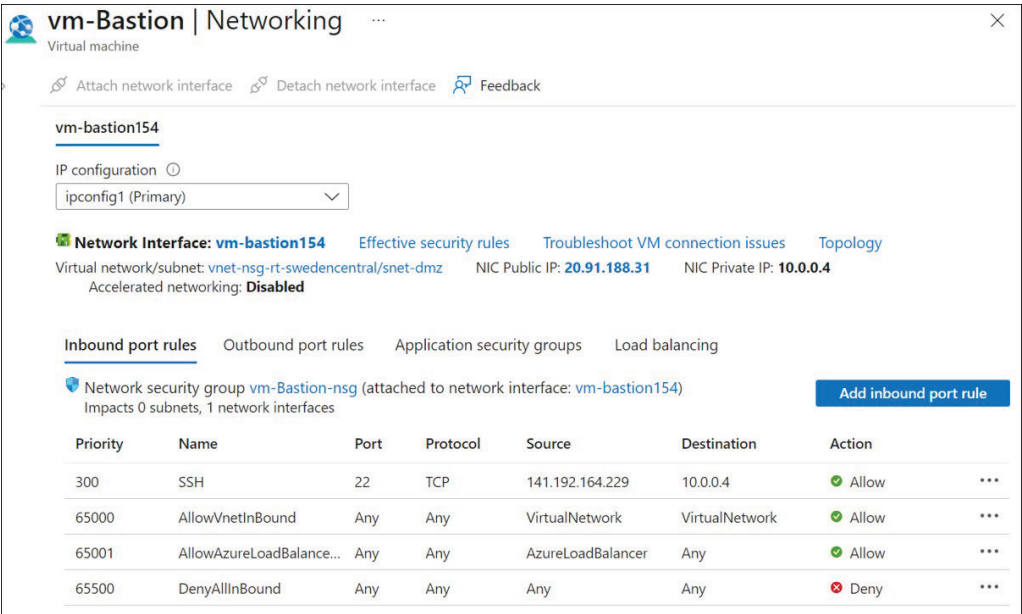 vm-Bastion | Networking ...
Virtual machine
Attach network interface Detach network interface Feedback
vm-bastion154
IP configuration
ipconfig1 (Primary)
Network Interface: vm-bastion154 Effective security rules Troubleshoot VM connection issues Topology
Virtual network/subnet: vnet-nsg-rt-swedencentral/snet-dmz NIC Public IP: 20.91.188.31 NIC Private IP: 10.0.0.4
Accelerated networking: Disabled
Inbound port rules Outbound port rules Application security groups Load balancing
Network security group vm-Bastion-nsg (attached to network interface: vm-bastion154)
Impacts 0 subnets, 1 network interfaces
Add inbound port rule
Priority Name Port Protocol Source Destination Action
300 SSH 22 TCP 141.192.164.229 10.0.0.4 Allow ...
65000 AllowVnetInBound Any Any VirtualNetwork VirtualNetwork Allow ...
65001 AllowAzureLoadBalance... Any Any AzureLoadBalancer Any Allow ...
65500 DenyAllInBound Any Any Any Any Deny ...